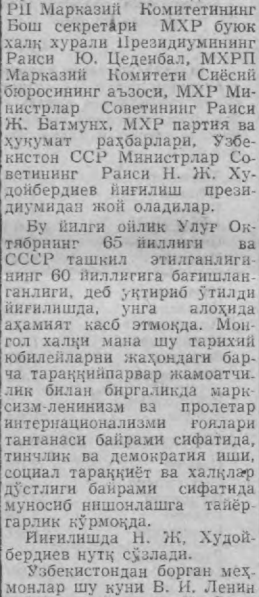 РП Марказий Комитетининг
Бош секретари МХР буюк
халқ хурали Президиумининг
Раиси Ю. Цеденбал, МХРП
Марказий Комитети Сиёсий
бюросининг аъзоси, МХР Ми-
нистрлар Советининг Раиси
Ж. Батмунх, МХР партия ва
ҳукумат раҳбарлари, Узбе-
кистон ССР Министрлар Со-
ветининг Раиси Н. Ж. Ху-
дойбердиев йиғилиш прези-
диумидан жой оладилар.
Бу йилги ойлик Улуғ Ок-
тябрнинг 65 йиллиги ва
СССР ташкил этилганлиги-
нинг 60 йиллигига бағишлан-
ганлиги, деб уқтириб ўтилди
йиғилишда, унга алоҳида
аҳамият касб этмоқда. Мон-
гол халқи мана шу тарихий
юбилейларни жаҳондаги бар-
ча тараққийпарвар жамоатчи-
лик билан биргаликда марк-
сизм-ленинизм ва пролетар
интернационализми ғоялари
тантанаси байрами сифатида,
тинчлик ва демократия иши,
социал тараққиёт ва халқлар
дўстлиги байрами сифатида
муносиб нишонлашга тайёр-
гарлик кўрмоқда.
Йиғилишда Н. Ж. Худой-
бердиев нутқ сўзлади.
Узбекистондан борган меҳ-
монлар шу куни В. И. Ленин